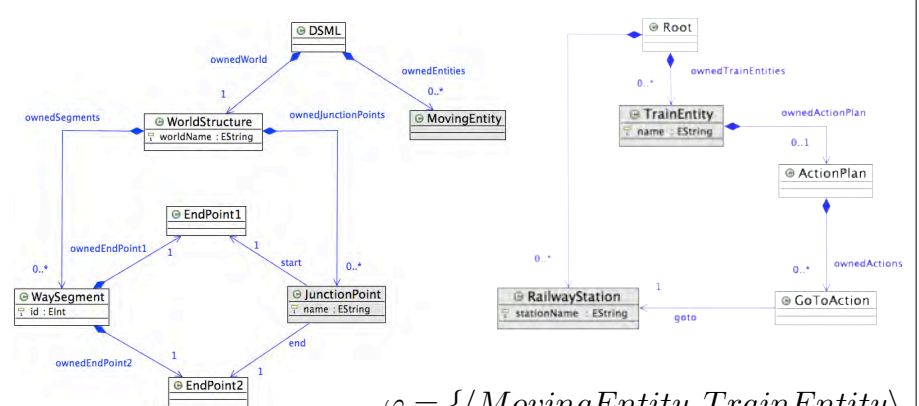 DSML
ownedWorld
1
ownedEntities
0..*
MovingEntity
ownedSegments
WorldStructure
worldName : EString
ownedJunctionPoints
EndPoint1
ownedEndPoint1
1
1
start
0..*
0..*
WaySegment
id : EInt
JunctionPoint
name : EString
ownedEndPoint2
1
end
1
EndPoint2
Root
0..*
ownedTrainEntities
TrainEntity
name : EString
ownedActionPlan
0..1
ActionPlan
0..*
0..*
ownedActions
RailwayStation
stationName : EString
1
goto
GoToAction
φ = {⟨MovingEntity, TrainEntity⟩